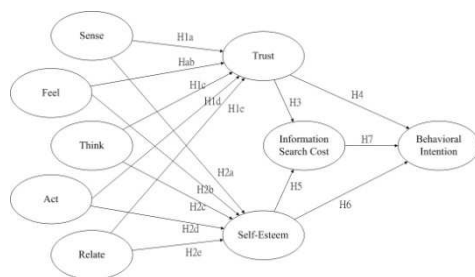 Sense
H1a
Trust
Hab
Feel
H1c
H1d
H1e
H3
H4
Think
Information
Search Cost
H7
Behavioral
Intention
H2a
H2b
H2c
H5
H6
Act
H2d
Self-Esteem
Relate
H2e